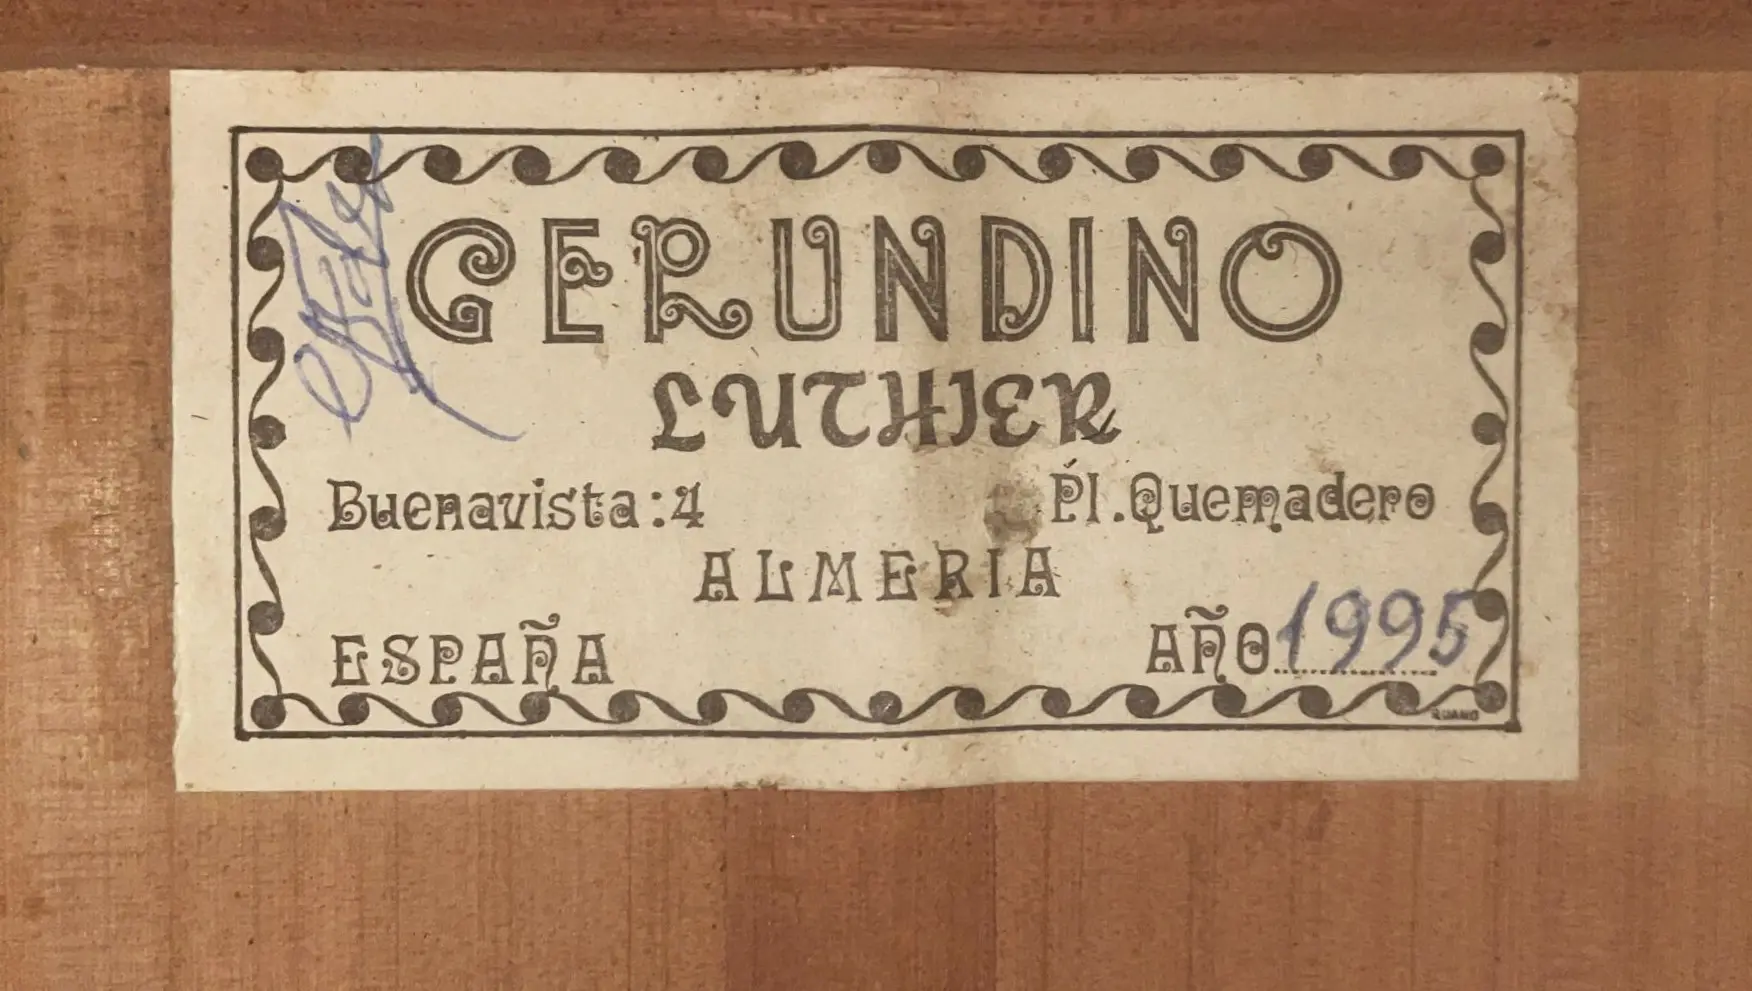 GERUNDINO
LUTHIER
Buenavista:4 Pl.Quemadero
ALMERIA
ESPAÑA AÑO 1995